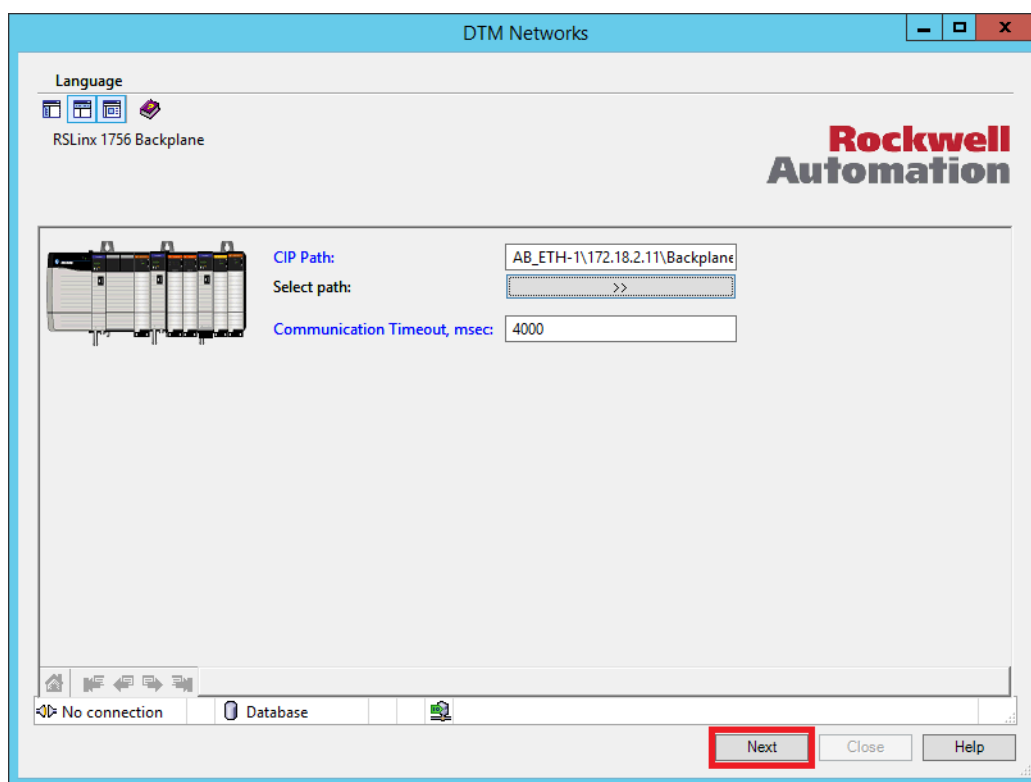 DTM Networks
Language
RSLinx 1756 Backplane
Rockwell
Automation
CIP Path: AB_ETH-1\172.18.2.11\Backplane
Select path: >>
Communication Timeout, msec: 4000
No connection Database
Next Close Help